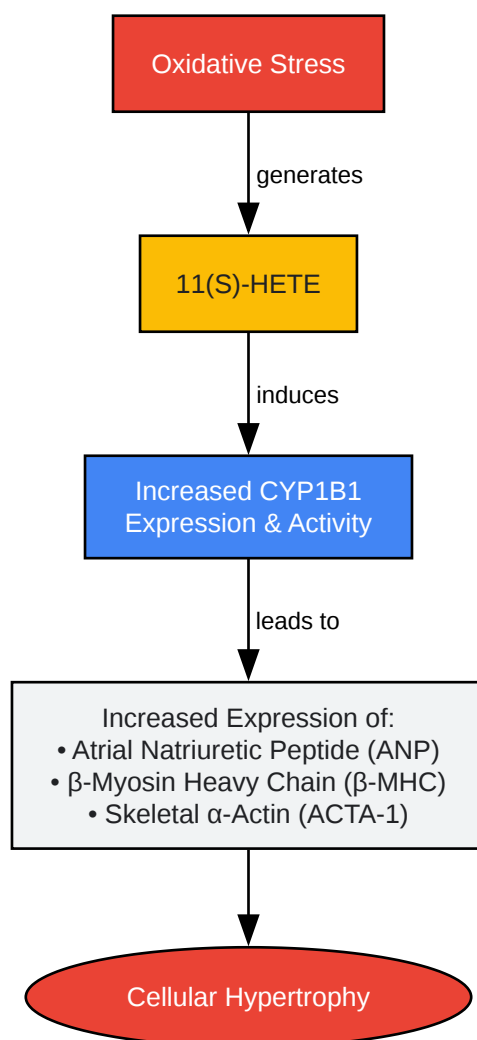 Oxidative Stress
generates
11(S)-HETE
induces
Increased CYP1B1
Expression & Activity
leads to
Increased Expression of:
• Atrial Natriuretic Peptide (ANP)
• β-Myosin Heavy Chain (β-MHC)
• Skeletal α-Actin (ACTA-1)
Cellular Hypertrophy